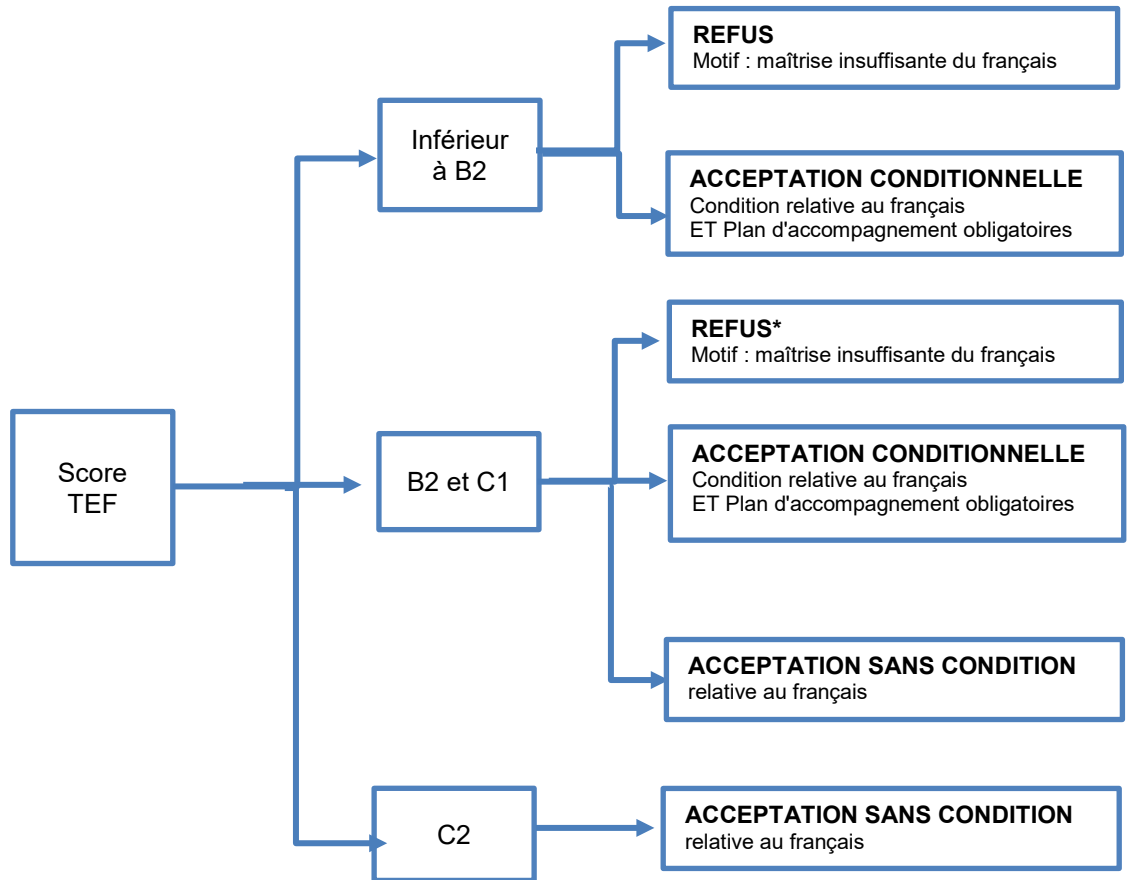 Score
TEF
Inférieur
à B2
REFUS
Motif : maîtrise insuffisante du français
ACCEPTATION CONDITIONNELLE
Condition relative au français
ET Plan d'accompagnement obligatoires
B2 et C1
REFUS*
Motif : maîtrise insuffisante du français
ACCEPTATION CONDITIONNELLE
Condition relative au français
ET Plan d'accompagnement obligatoires
ACCEPTATION SANS CONDITION
relative au français
C2
ACCEPTATION SANS CONDITION
relative au français